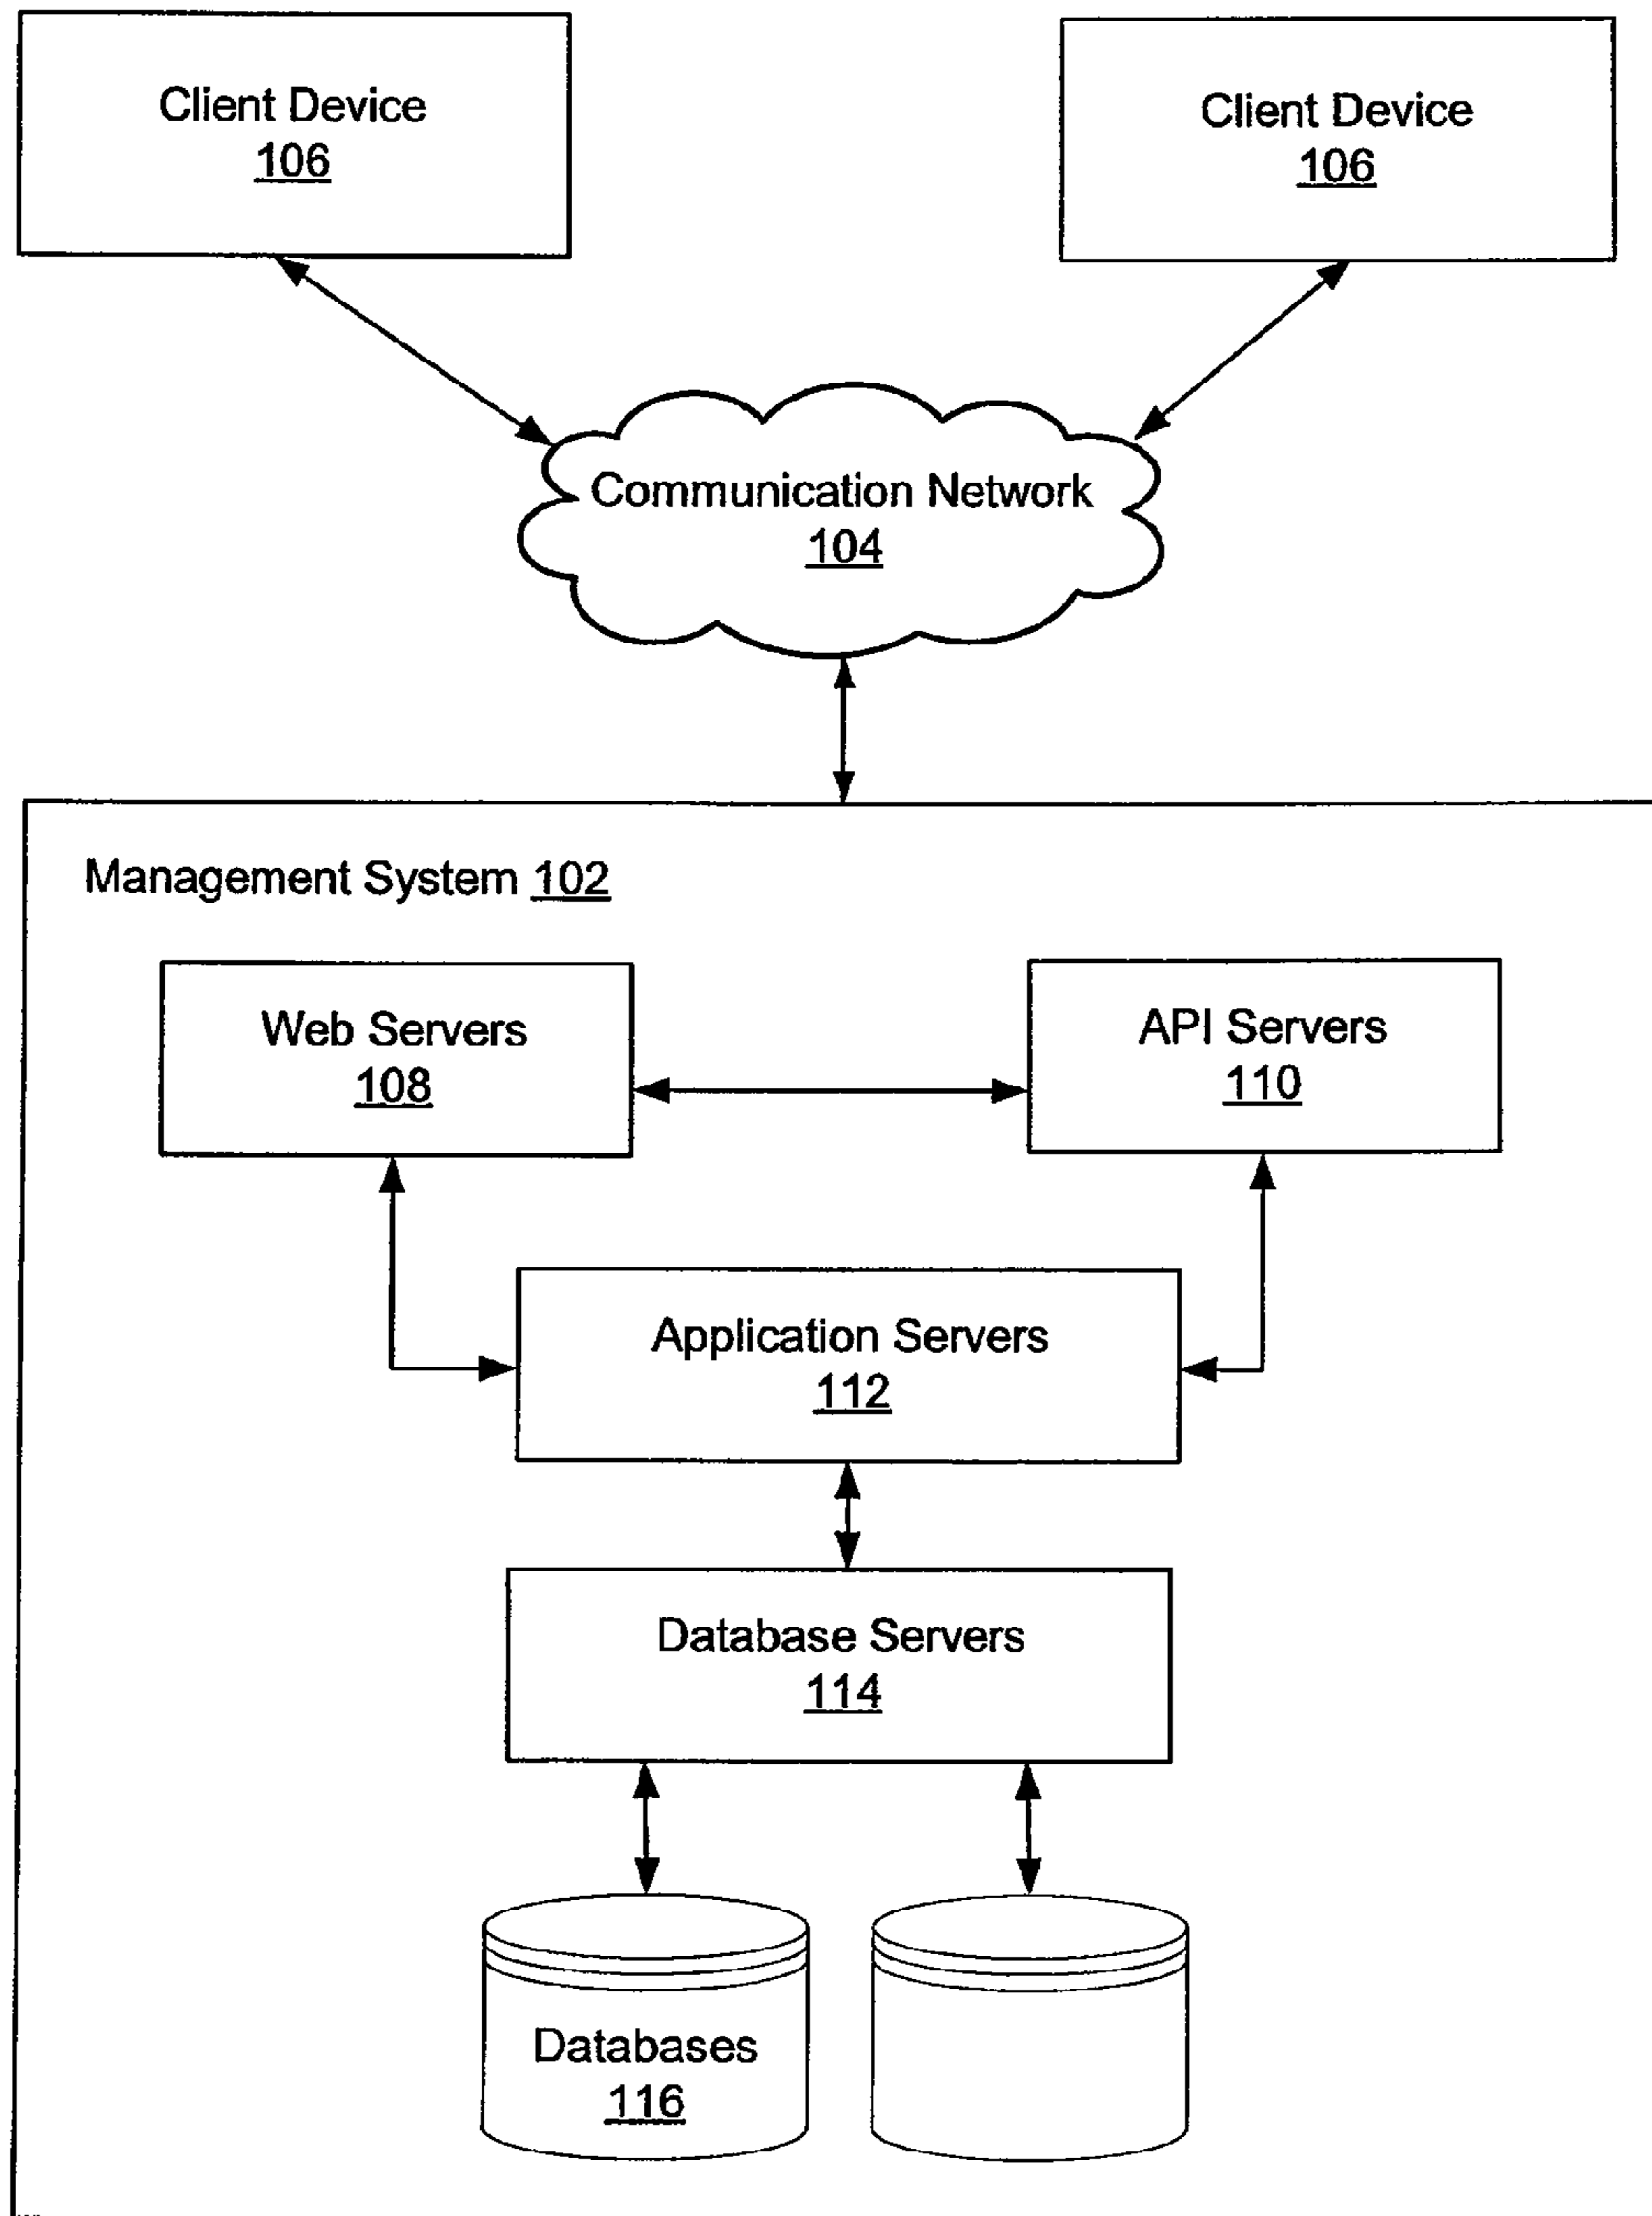 Client Device
106
Client Device
106
Communication Network
104
Management System 102
Web Servers
108
API Servers
110
Application Servers
112
Database Servers
114
Databases
116